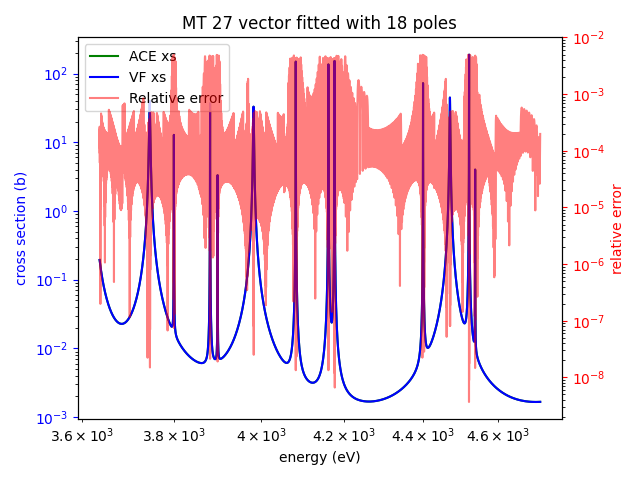 MT 27 vector fitted with 18 poles
ACE xs
VF xs
Relative error
10²
10¹
10⁰
10⁻¹
10⁻²
10⁻³
cross section (b)
10⁻²
10⁻³
10⁻⁴
10⁻⁵
10⁻⁶
10⁻⁷
10⁻⁸
relative error
3.6 × 10³ 3.8 × 10³ 4 × 10³ 4.2 × 10³ 4.4 × 10³ 4.6 × 10³
energy (eV)